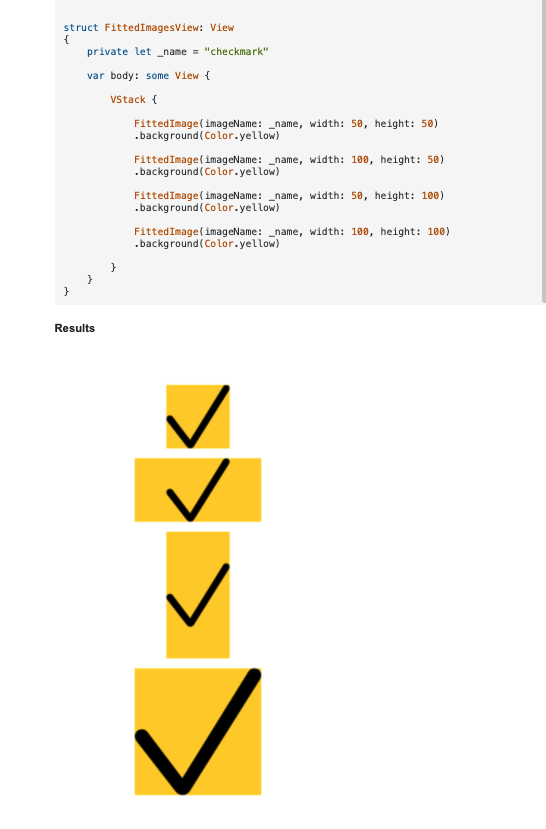 struct FittedImagesView: View
{
    private let _name = "checkmark"
    var body: some View {
        VStack {
            FittedImage(imageName: _name, width: 50, height: 50)
            .background(Color.yellow)
            FittedImage(imageName: _name, width: 100, height: 50)
            .background(Color.yellow)
            FittedImage(imageName: _name, width: 50, height: 100)
            .background(Color.yellow)
            FittedImage(imageName: _name, width: 100, height: 100)
            .background(Color.yellow)
        }
    }
}
Results